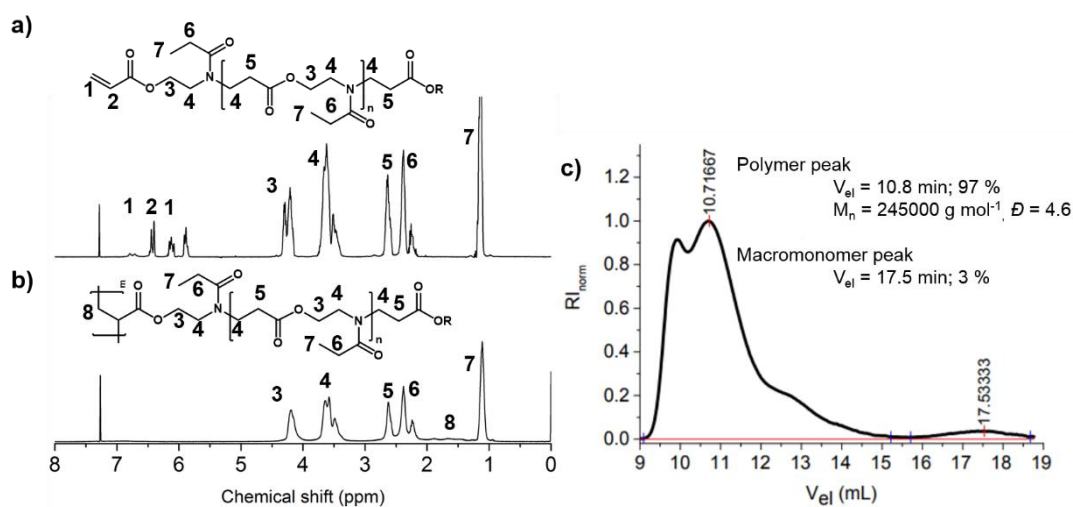 a)
6
7
O
O
5
O
3
4
4
O
N
O
N
OR
1
2
O
3
4
4
O
6
n
5
7
O
7
1 2 1
3
4
5
6
b)
m
7
6
O
O
5
O
3
4
4
5
O
8
O
N
O
N
OR
3
4
4
O
7
6
n
O
3
4
5
6
8
7
8 7 6 5 4 3 2 1 0
Chemical shift (ppm)
c)
10.71667
Polymer peak
Vel = 10.8 min; 97 %
Mn = 245000 g mol-1, Đ = 4.6
Macromonomer peak
Vel = 17.5 min; 3 %
17.53333
RInorm
1.2
1.0
0.8
0.6
0.4
0.2
0.0
9 10 11 12 13 14 15 16 17 18 19
Vel (mL)